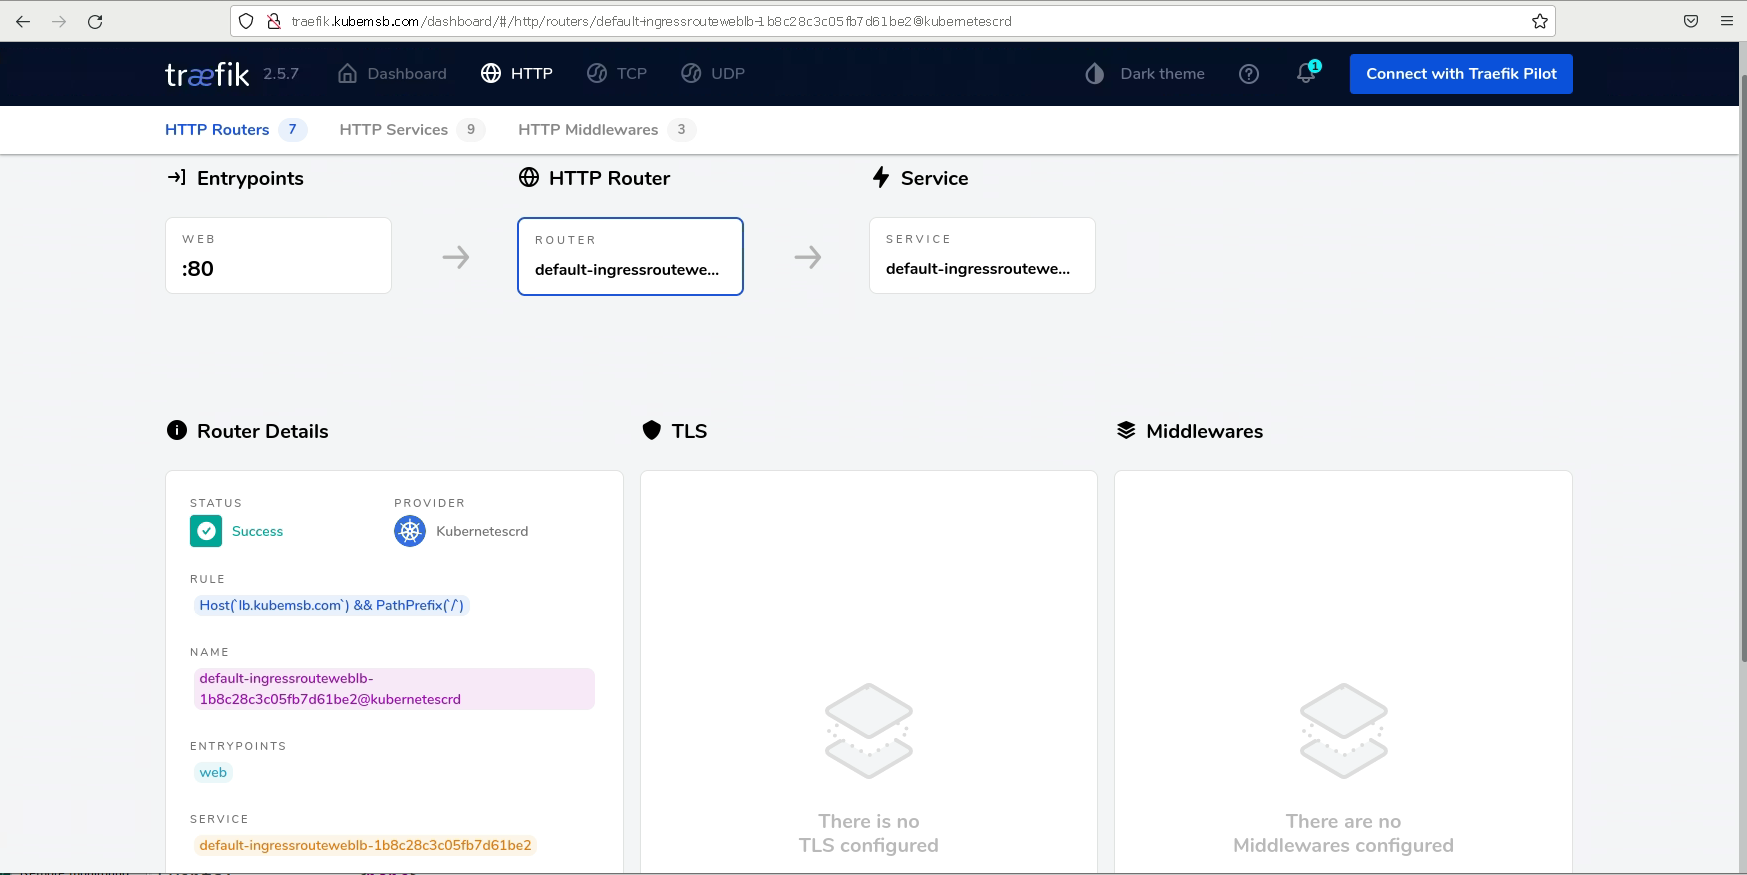 traefik.kubemsb.com/dashboard/#/http/routers/default-ingressrouteweblb-1b8c28c3c05fb7d61be2@kubernetescrd
træfik 2.5.7 Dashboard HTTP TCP UDP Dark theme 1 Connect with Traefik Pilot
HTTP Routers 7 HTTP Services 9 HTTP Middlewares 3
Entrypoints HTTP Router Service
WEB ROUTER SERVICE
:80 default-ingressroutewe... default-ingressroutewe...
Router Details TLS Middlewares
STATUS PROVIDER
Success Kubernetescrd
RULE
Host(`lb.kubemsb.com`) && PathPrefix(`/`)
NAME
default-ingressrouteweblb-
1b8c28c3c05fb7d61be2@kubernetescrd
ENTRYPOINTS
web
SERVICE
default-ingressrouteweblb-1b8c28c3c05fb7d61be2
There is no
TLS configured
There are no
Middlewares configured